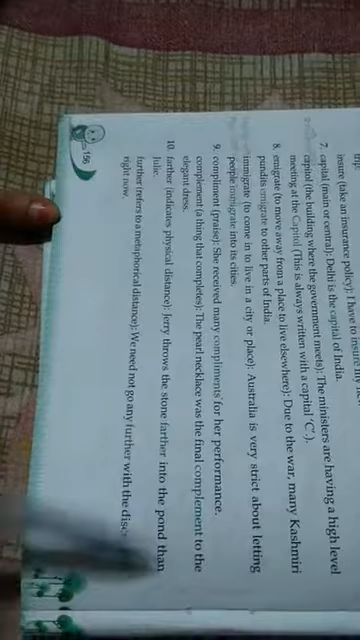 trip.
insure (take an insurance policy): I have to insure my
7. capital (main or central): Delhi is the capital of India.
capitol (the building where the government meets): The ministers are having a high level
meeting at the Capitol (This is always written with a capital 'C').
8. emigrate (to move away from a place to live elsewhere): Due to the war, many Kashmiri
pundits emigrate to other parts of India.
immigrate (to come in to live in a city or place): Australia is very strict about letting
people immigrate into its cities.
9. compliment (praise): She received many compliments for her performance.
complement (a thing that completes): The pearl necklace was the final complement to the
elegant dress.
10. farther (indicates physical distance): Jerry threw the stone farther into the pond than
Julie.
further (refers to a metaphorical distance): We need not go any further with the
right now.
156